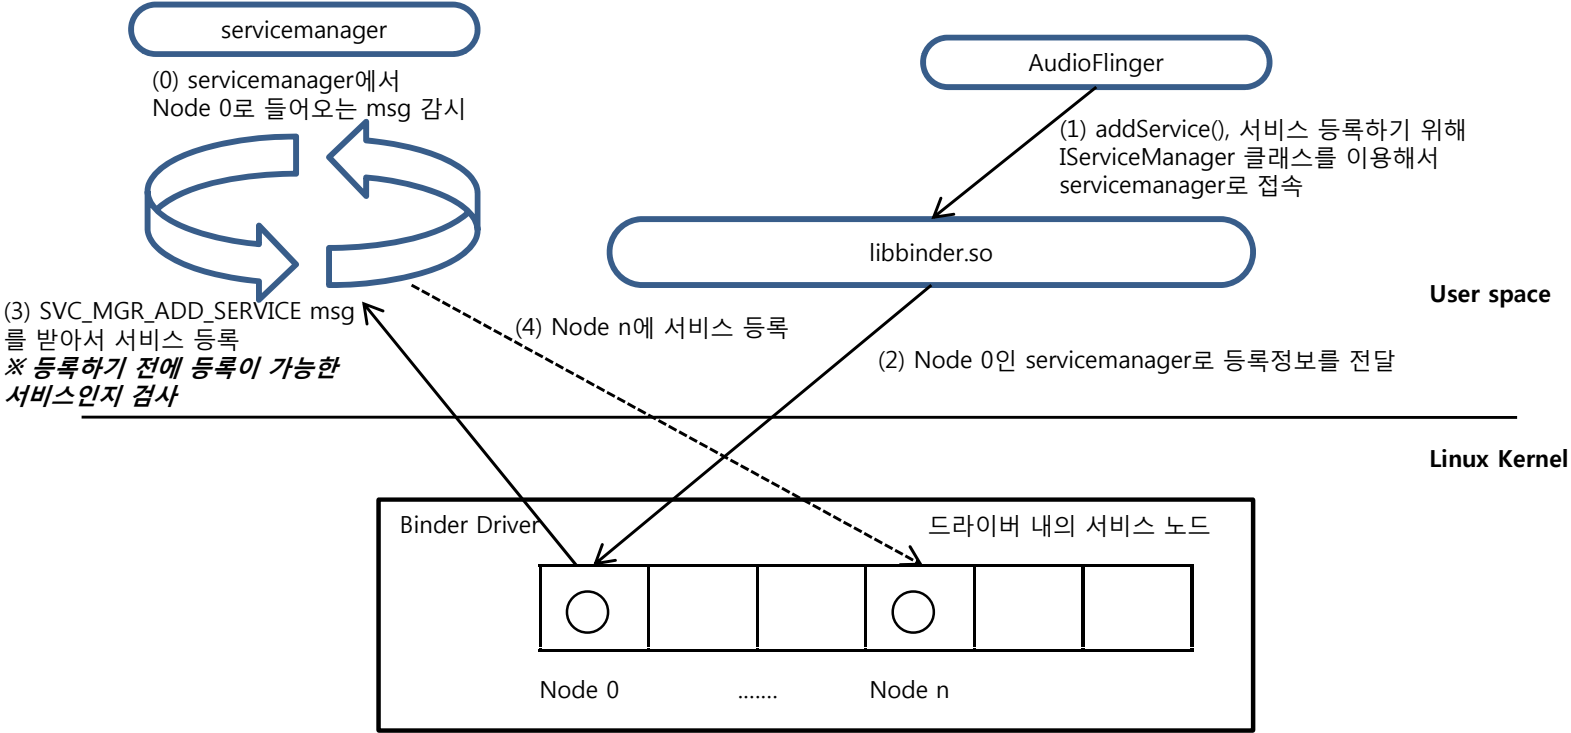 servicemanager
(0) servicemanager에서
Node 0로 들어오는 msg 감시
AudioFlinger
(1) addService(), 서비스 등록하기 위해
IServiceManager 클래스를 이용해서
servicemanager로 접속
libbinder.so
User space
(3) SVC_MGR_ADD_SERVICE msg
를 받아서 서비스 등록
※ 등록하기 전에 등록이 가능한
서비스인지 검사
(4) Node n에 서비스 등록
(2) Node 0인 servicemanager로 등록정보를 전달
Linux Kernel
Binder Driver
드라이버 내의 서비스 노드
Node 0
.......
Node n